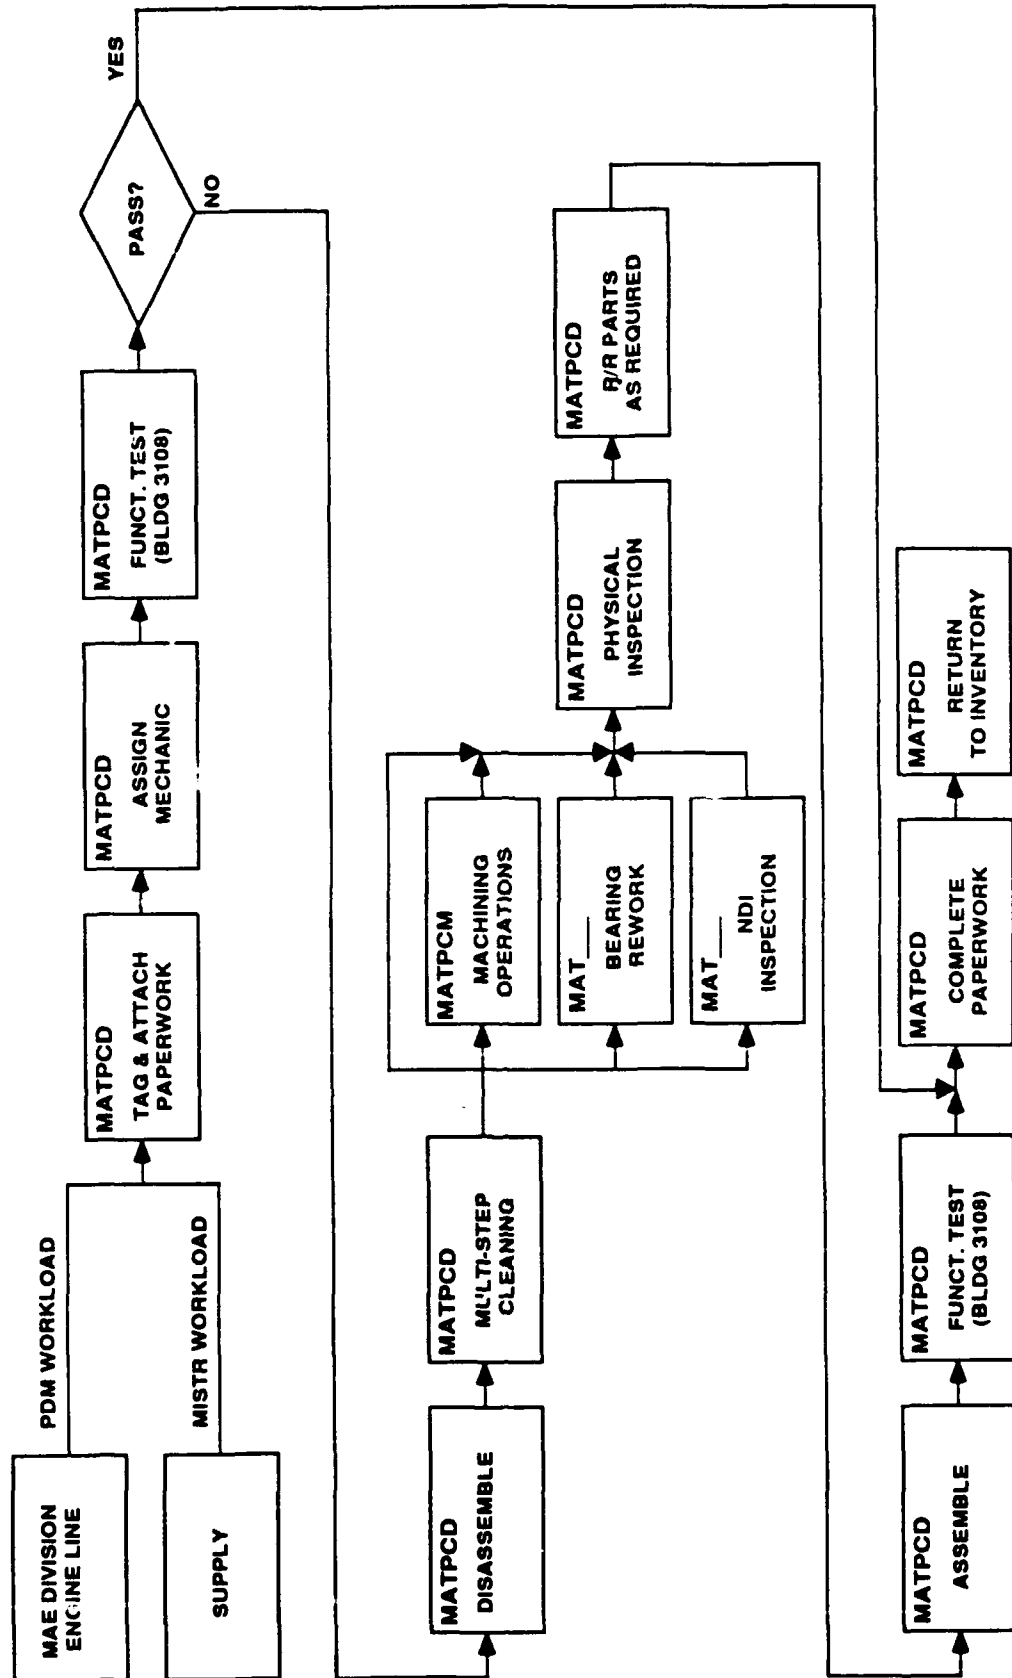 MAE DIVISION
ENGINE LINE
PDM WORKLOAD
SUPPLY
MISTR WORKLOAD
MATPCD
TAG & ATTACH
PAPERWORK
MATPCD
ASSIGN
MECHANIC
MATPCD
FUNCT. TEST
(BLDG 3108)
PASS?
YES
NO
MATPCD
DISASSEMBLE
MATPCD
MULTI-STEP
CLEANING
MATPCM
MACHINING
OPERATIONS
MAT__
BEARING
REWORK
MAT__
NDI
INSPECTION
MATPCD
PHYSICAL
INSPECTION
MATPCD
R/R PARTS
AS REQUIRED
MATPCD
ASSEMBLE
MATPCD
FUNCT. TEST
(BLDG 3108)
MATPCD
COMPLETE
PAPERWORK
MATPCD
RETURN
TO INVENTORY